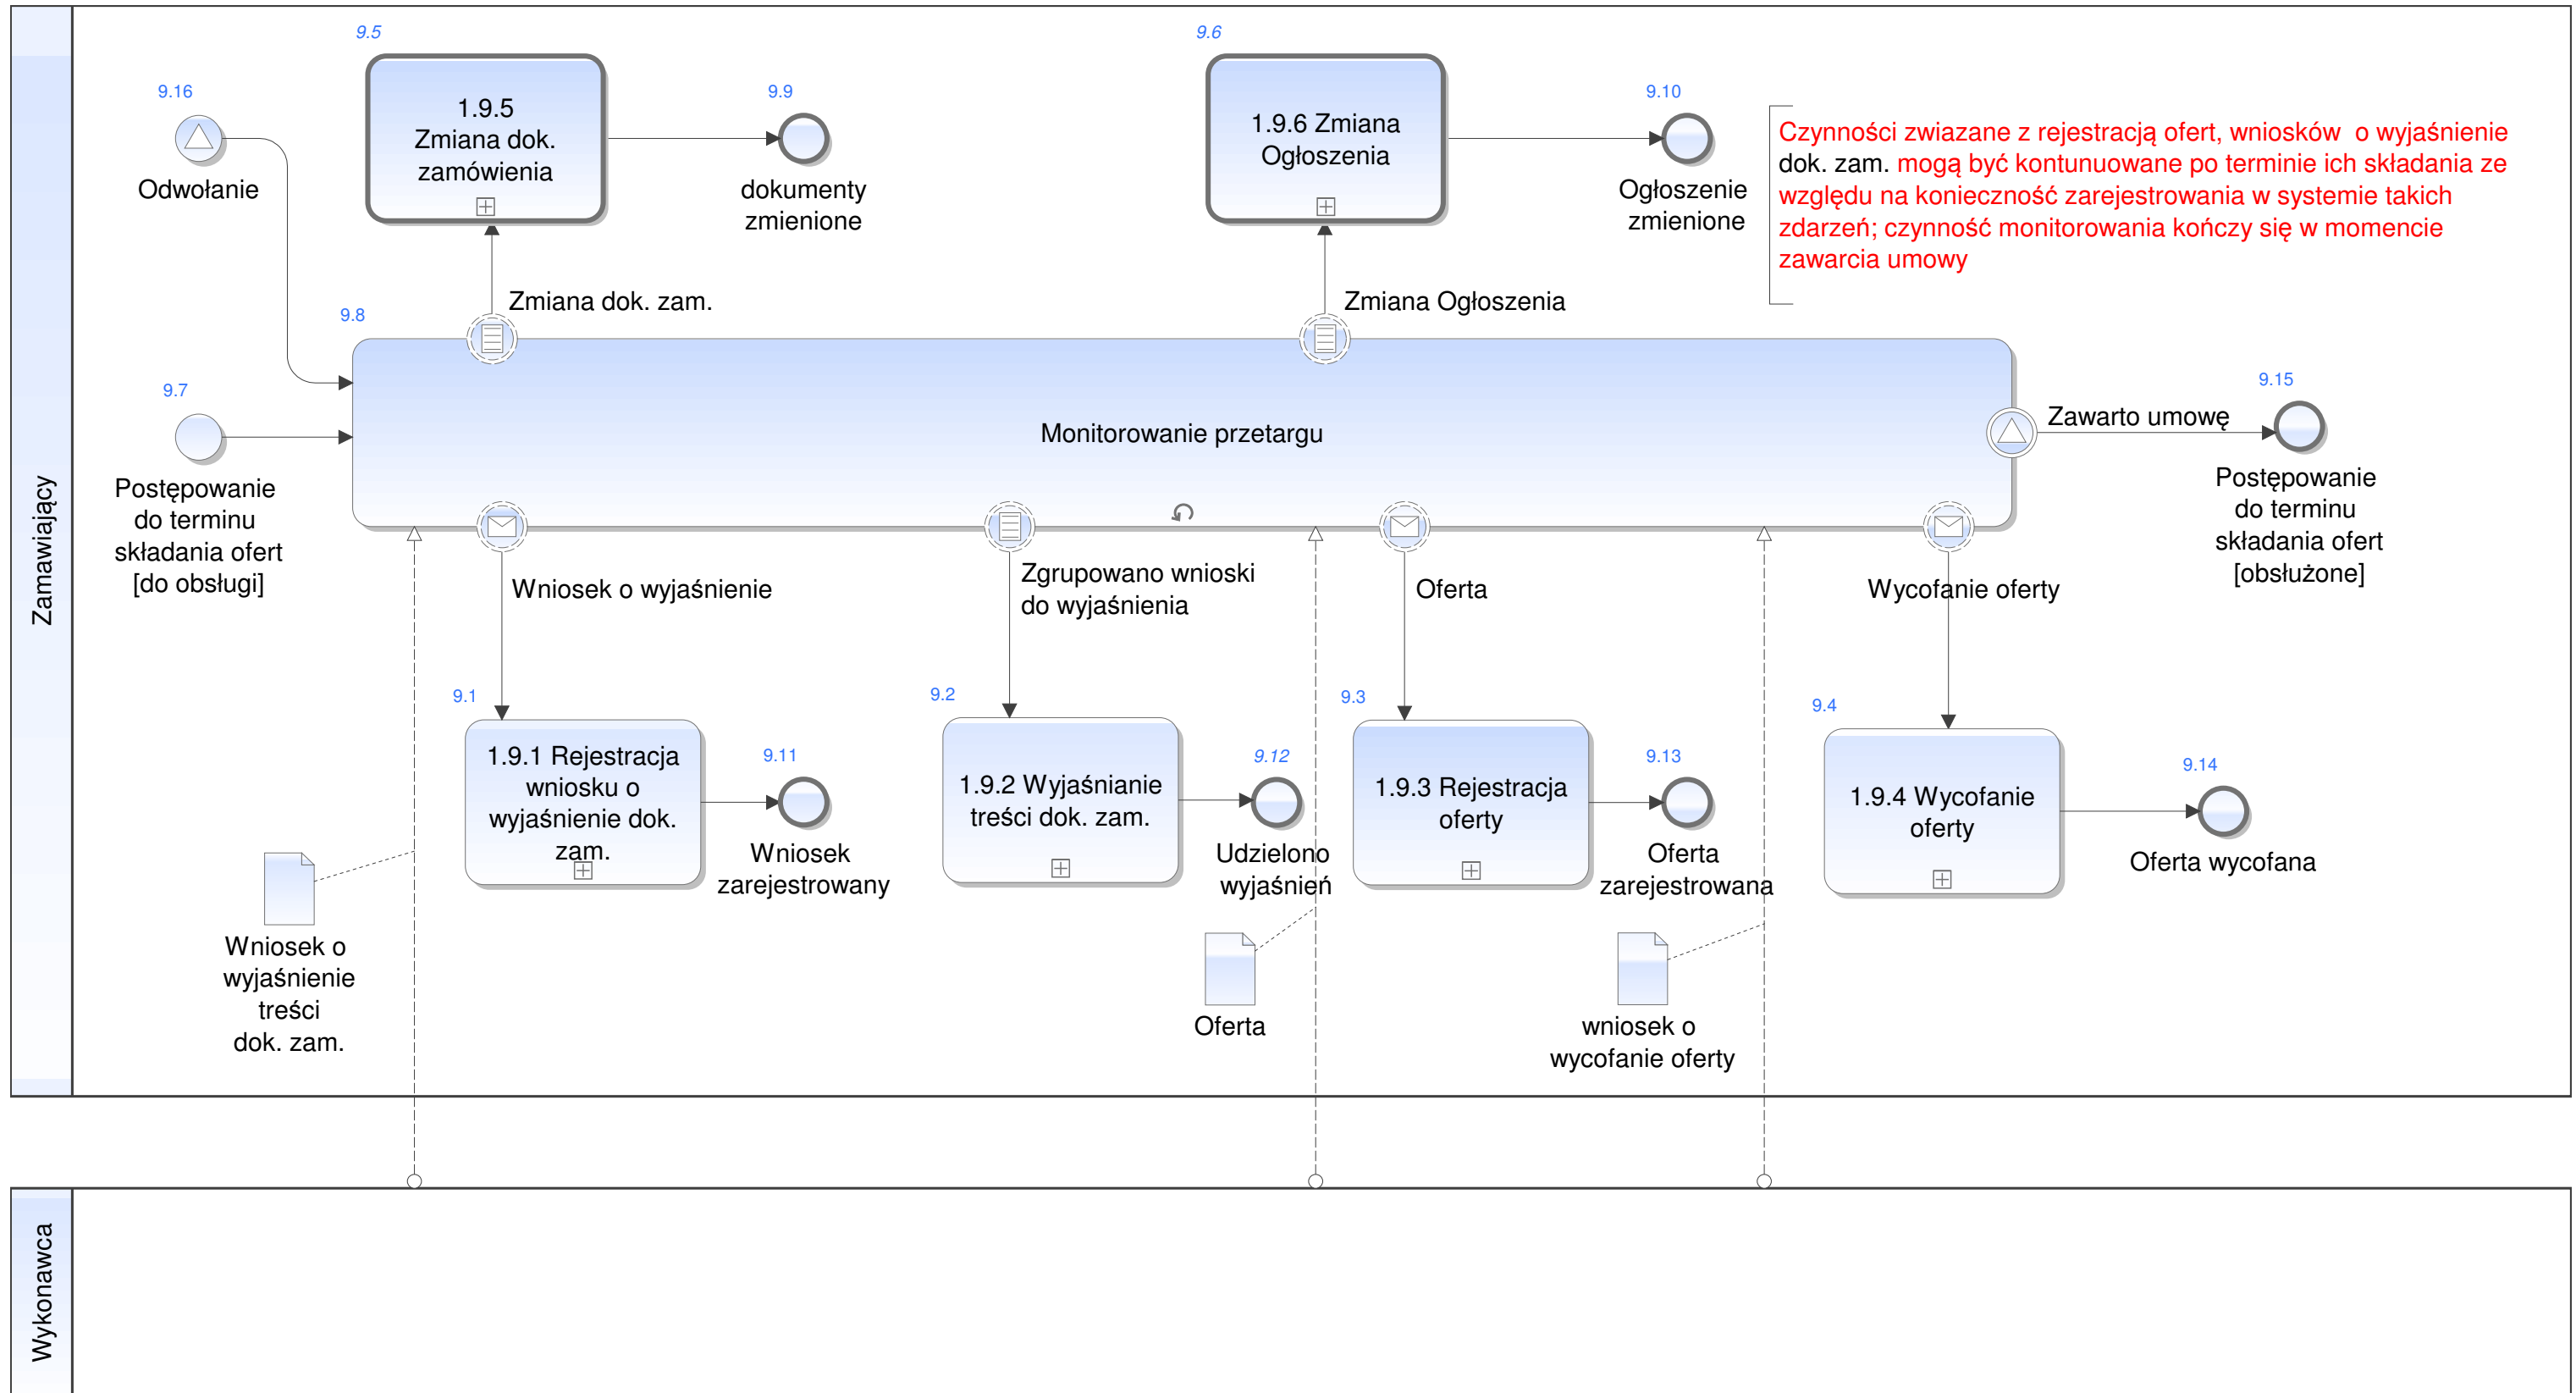 9.5
9.6
9.16
9.9
9.10
1.9.5
Zmiana dok.
zamówienia
1.9.6 Zmiana
Ogłoszenia
Odwołanie
dokumenty
zmienione
Ogłoszenie
zmienione
Czynności zwiazane z rejestracją ofert, wniosków  o wyjaśnienie
dok. zam. mogą być kontunuowane po terminie ich składania ze
względu na konieczność zarejestrowania w systemie takich
zdarzeń; czynność monitorowania kończy się w momencie
zawarcia umowy
Zmiana dok. zam.
Zmiana Ogłoszenia
9.8
9.7
9.15
Monitorowanie przetargu
Zawarto umowę
Postępowanie
do terminu
składania ofert
[do obsługi]
Postępowanie
do terminu
składania ofert
[obsłużone]
Zamawiający
Wniosek o wyjaśnienie
Zgrupowano wnioski
do wyjaśnienia
Oferta
Wycofanie oferty
9.1
9.2
9.3
9.4
1.9.1 Rejestracja
wniosku o
wyjaśnienie dok.
zam.
9.11
Wniosek
zarejestrowany
1.9.2 Wyjaśnianie
treści dok. zam.
9.12
Udzielono
wyjaśnień
1.9.3 Rejestracja
oferty
9.13
Oferta
zarejestrowana
1.9.4 Wycofanie
oferty
9.14
Oferta wycofana
Wniosek o
wyjaśnienie
treści
dok. zam.
Oferta
wniosek o
wycofanie oferty
Wykonawca